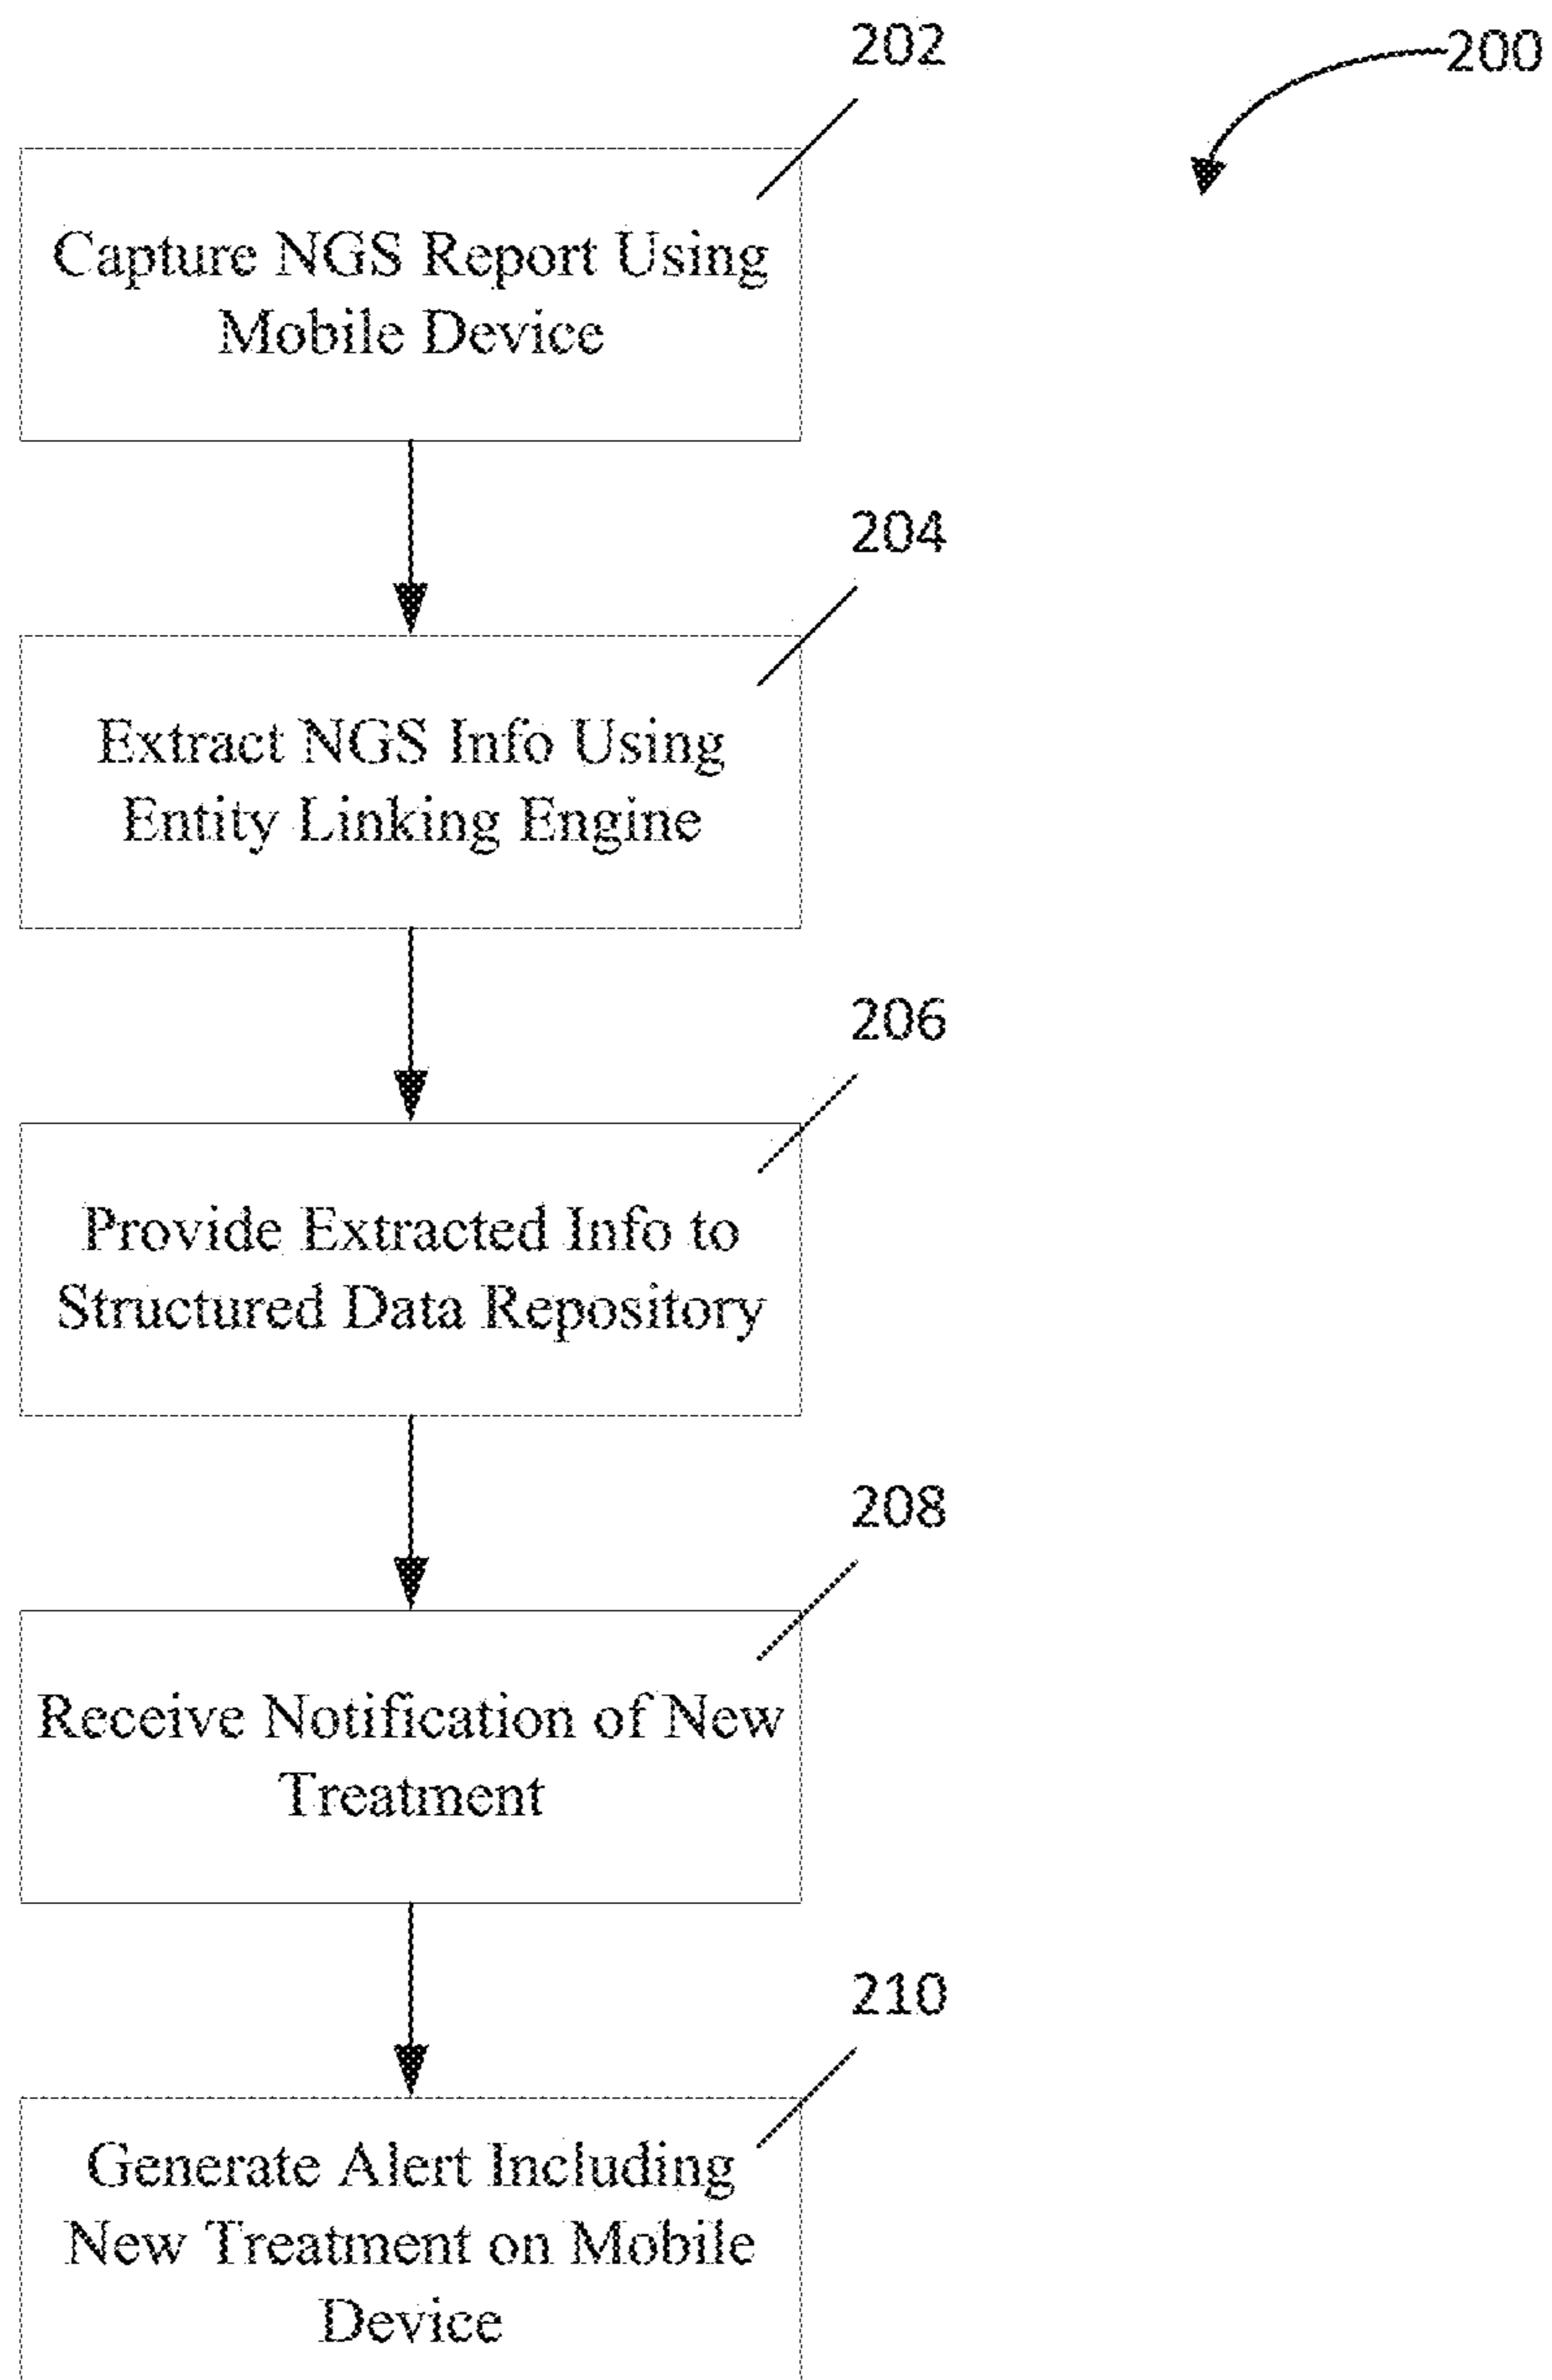 202
200
Capture NGS Report Using
Mobile Device
204
Extract NGS Info Using
Entity Linking Engine
206
Provide Extracted Info to
Structured Data Repository
208
Receive Notification of New
Treatment
210
Generate Alert Including
New Treatment on Mobile
Device